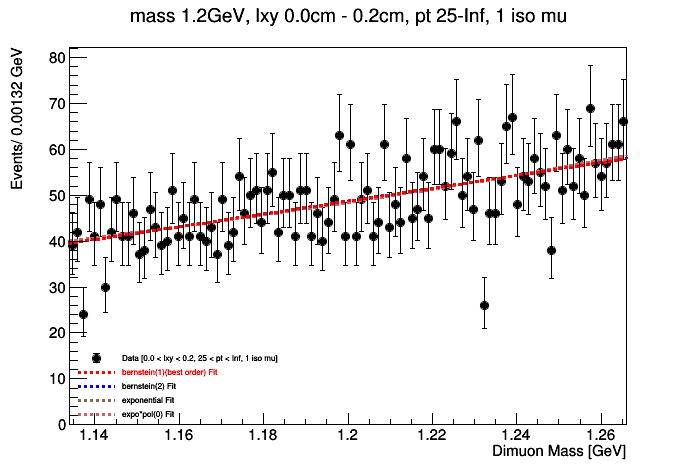 mass 1.2GeV, lxy 0.0cm - 0.2cm, pt 25-Inf, 1 iso mu
Events/ 0.00132 GeV
80
70
60
50
40
30
20
10
0
Data [0.0 < lxy < 0.2, 25 < pt < Inf, 1 iso mu]
bernstein(1)(best order) Fit
bernstein(2) Fit
exponential Fit
expo*pol(0) Fit
1.14 1.16 1.18 1.2 1.22 1.24 1.26
Dimuon Mass [GeV]